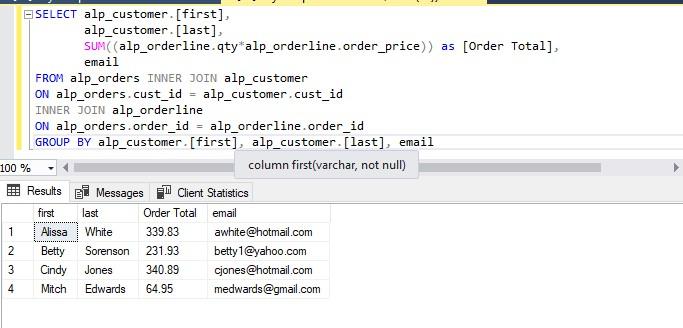 SELECT alp_customer.[first],
alp_customer.[last],
SUM((alp_orderline.qty*alp_orderline.order_price)) as [Order Total],
email
FROM alp_orders INNER JOIN alp_customer
ON alp_orders.cust_id = alp_customer.cust_id
INNER JOIN alp_orderline
ON alp_orders.order_id = alp_orderline.order_id
GROUP BY alp_customer.[first], alp_customer.[last], email
column first(varchar, not null)
100 %
Results Messages Client Statistics
first last Order Total email
1 Alissa White 339.83 awhite@hotmail.com
2 Betty Sorenson 231.93 betty1@yahoo.com
3 Cindy Jones 340.89 cjones@hotmail.com
4 Mitch Edwards 64.95 medwards@gmail.com